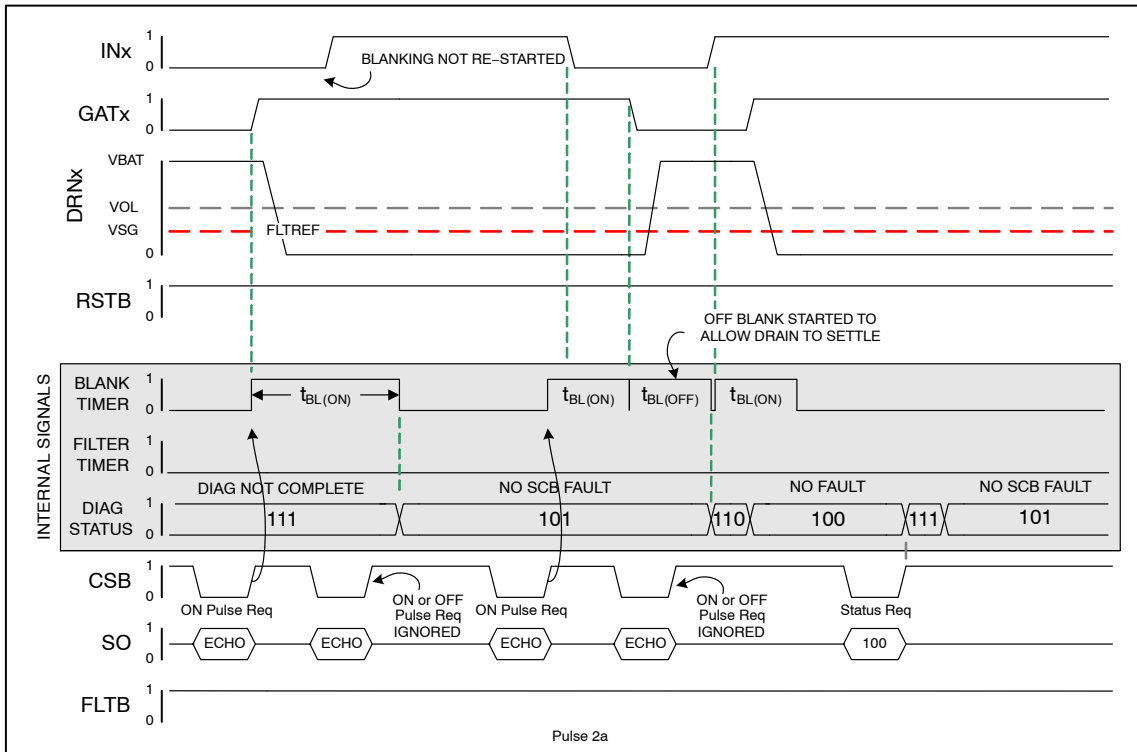 INx
1
0
BLANKING NOT RE−STARTED
GATx
1
0
DRNx
VBAT
VOL
VSG
0
FLTREF
RSTB
1
0
OFF BLANK STARTED TO
ALLOW DRAIN TO SETTLE
INTERNAL SIGNALS
BLANK
TIMER
1
0
tBL(ON)
tBL(ON)
tBL(OFF)
tBL(ON)
FILTER
TIMER
1
0
DIAG NOT COMPLETE
NO SCB FAULT
NO FAULT
NO SCB FAULT
DIAG
STATUS
1
0
111
101
110
100
111
101
CSB
1
0
ON Pulse Req
ON or OFF
Pulse Req
IGNORED
ON Pulse Req
ON or OFF
Pulse Req
IGNORED
Status Req
SO
1
0
ECHO
ECHO
ECHO
ECHO
100
FLTB
1
0
Pulse 2a